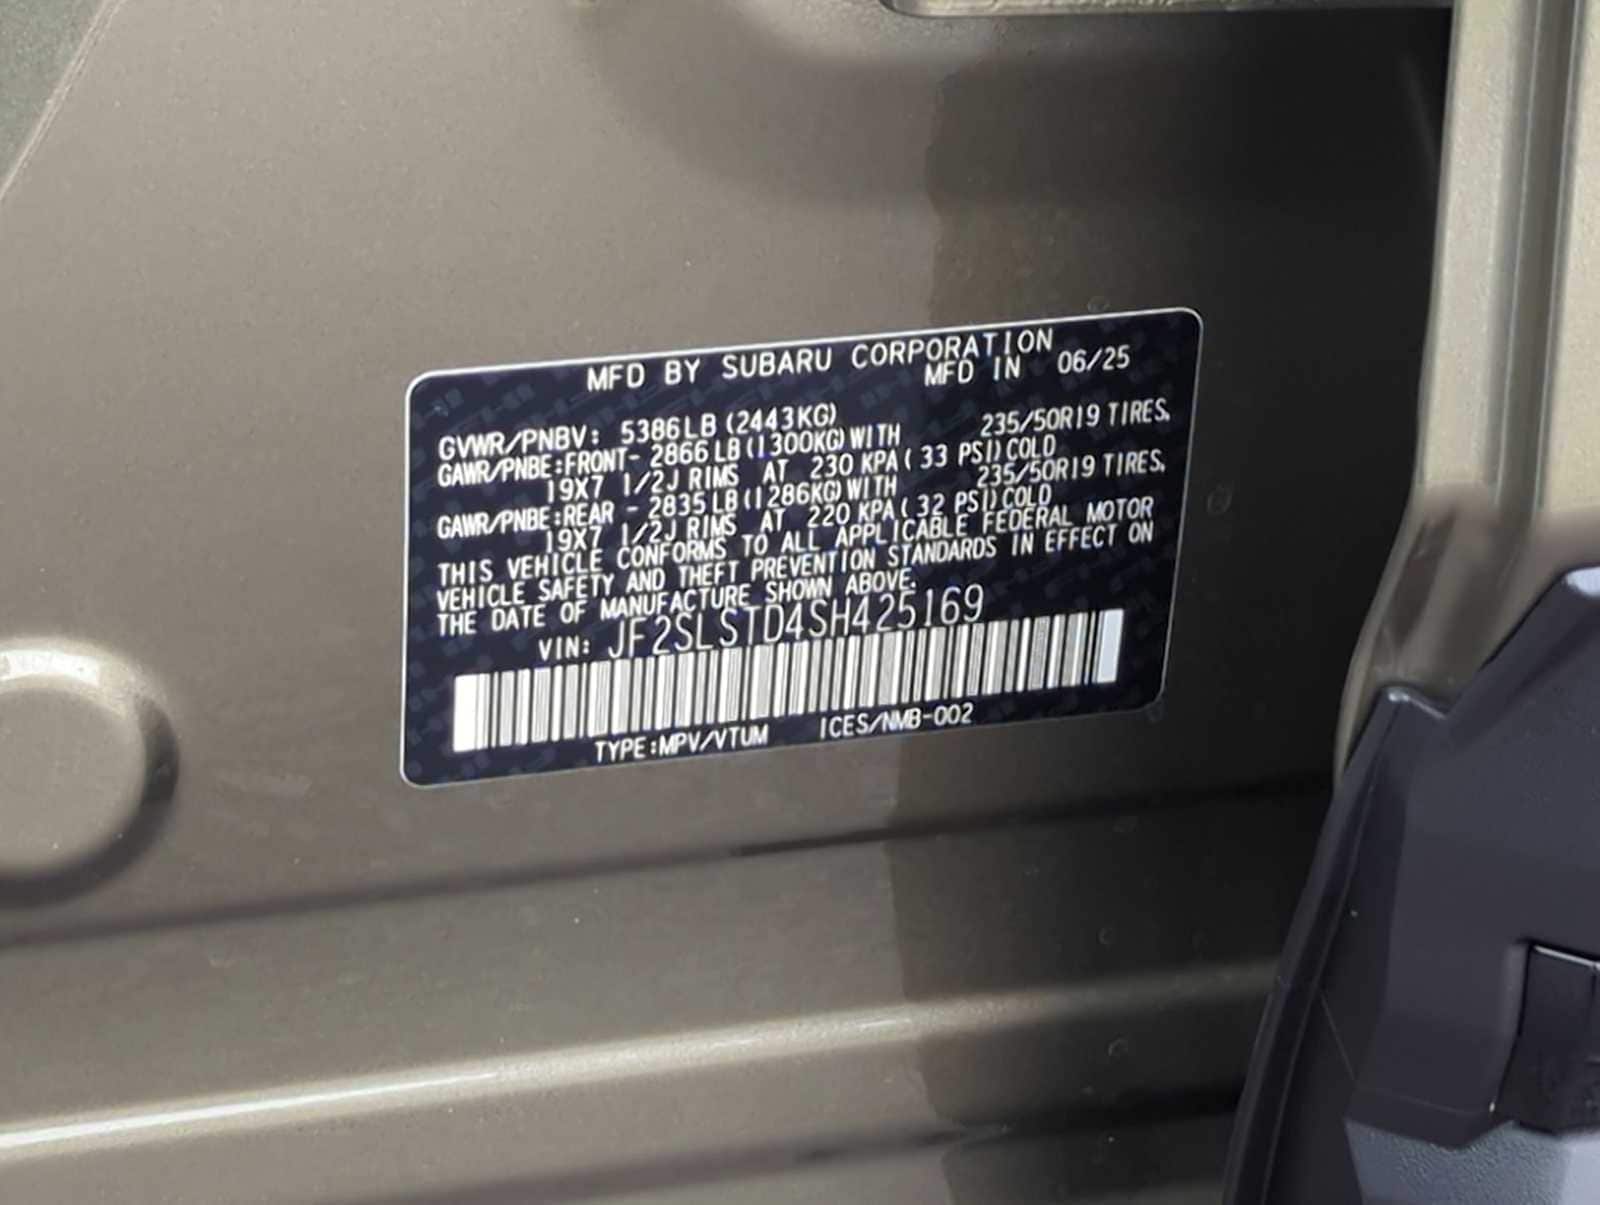 MFD BY SUBARU CORPORATION
MFD IN 06/25
GVWR/PNBV: 5386LB (2443KG)
GAWR/PNBE:FRONT- 2866LB (1300KG) WITH 235/50R19 TIRES,
19X7 1/2J RIMS AT 230 KPA ( 33 PSI) COLD
GAWR/PNBE:REAR - 2835LB (1286KG) WITH 235/50R19 TIRES,
19X7 1/2J RIMS AT 220 KPA ( 32 PSI) COLD
THIS VEHICLE CONFORMS TO ALL APPLICABLE FEDERAL MOTOR
VEHICLE SAFETY AND THEFT PREVENTION STANDARDS IN EFFECT ON
THE DATE OF MANUFACTURE SHOWN ABOVE.
VIN: JF2SLSTD4SH425169
TYPE:MPV/VTUM ICES/NMB-002